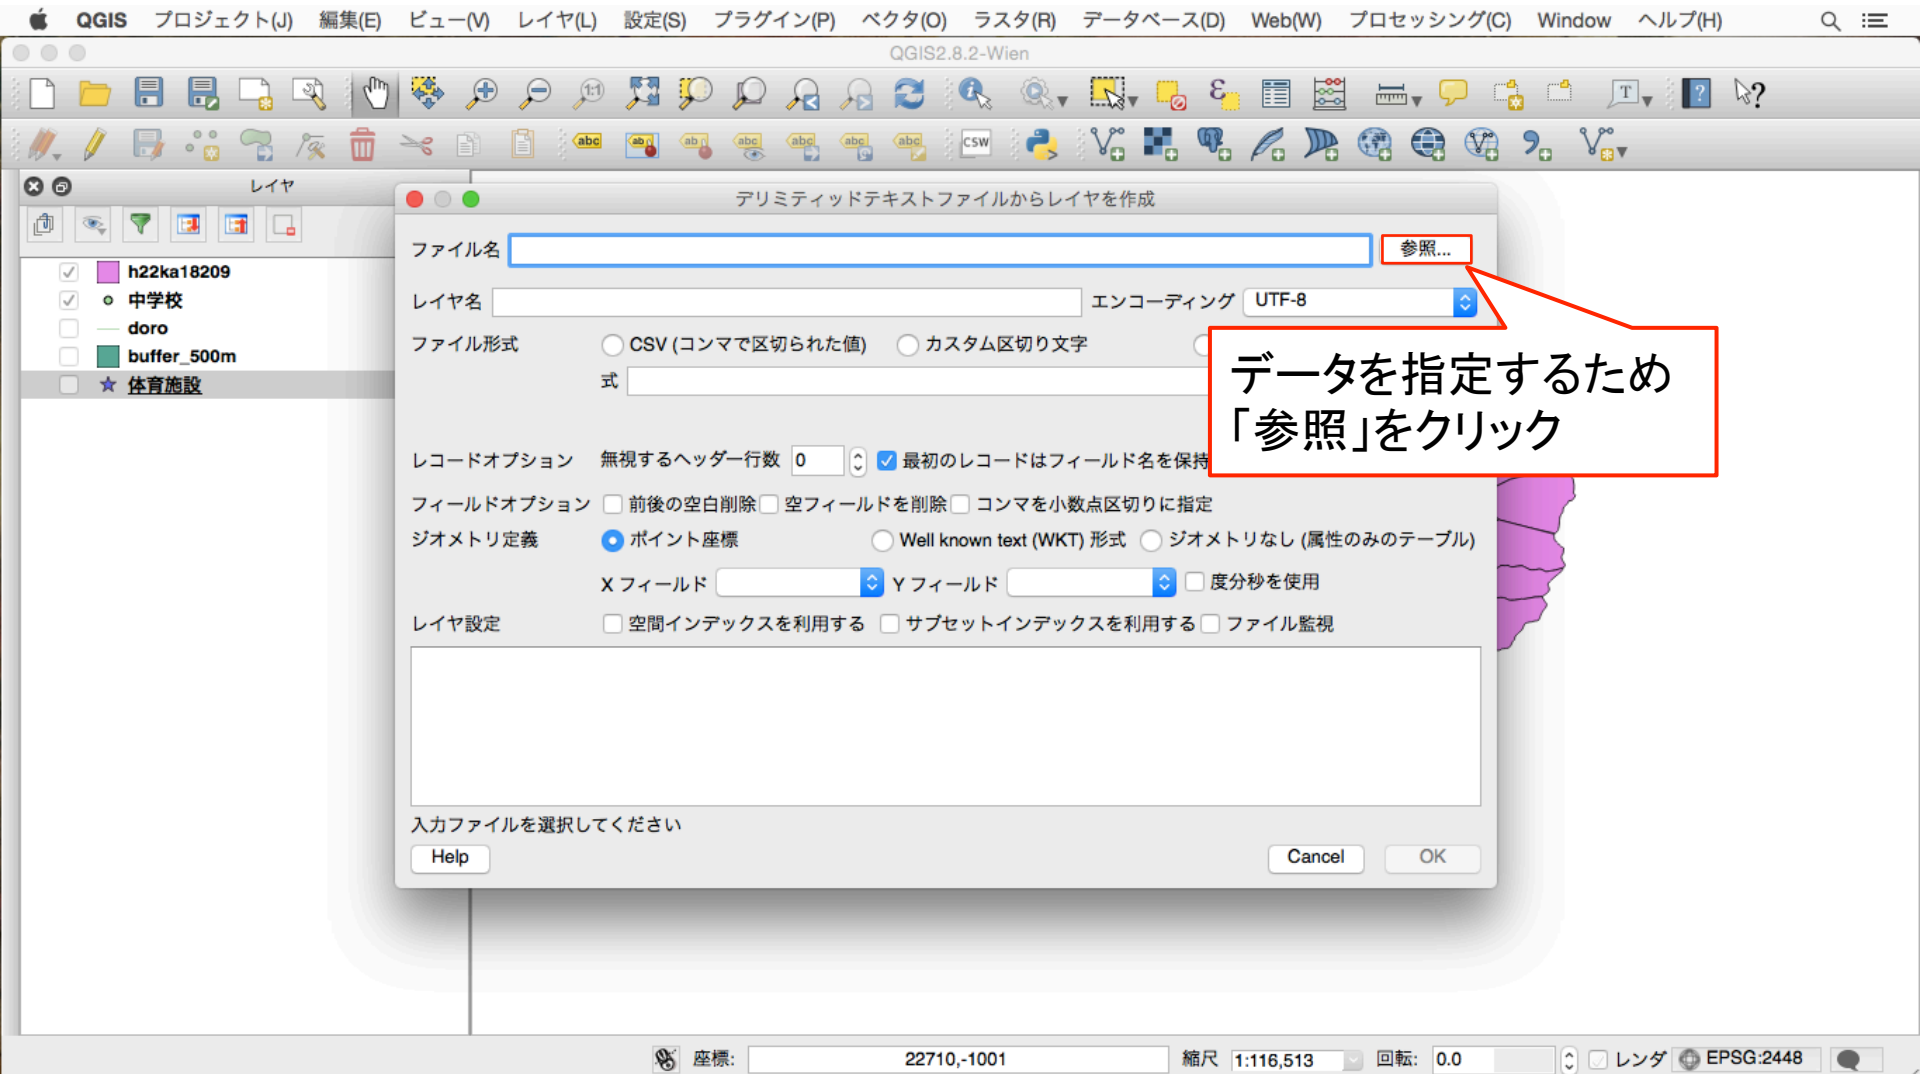 QGIS プロジェクト(J) 編集(E) ビュー(V) レイヤ(L) 設定(S) プラグイン(P) ベクタ(O) ラスタ(R) データベース(D) Web(W) プロセッシング(C) Window ヘルプ(H)
QGIS2.8.2-Wien
レイヤ
h22ka18209
中学校
doro
buffer_500m
体育施設
デリミティッドテキストファイルからレイヤを作成
ファイル名 参照...
レイヤ名 エンコーディング UTF-8
ファイル形式 CSV (コンマで区切られた値) カスタム区切り文字
式
データを指定するため
「参照」をクリック
レコードオプション 無視するヘッダー行数 0 最初のレコードはフィールド名を保持
フィールドオプション 前後の空白削除 空フィールドを削除 コンマを小数点区切りに指定
ジオメトリ定義 ポイント座標 Well known text (WKT) 形式 ジオメトリなし (属性のみのテーブル)
X フィールド Y フィールド 度分秒を使用
レイヤ設定 空間インデックスを利用する サブセットインデックスを利用する ファイル監視
入力ファイルを選択してください
Help Cancel OK
座標: 22710,-1001 縮尺 1:116,513 回転: 0.0 レンダ EPSG:2448